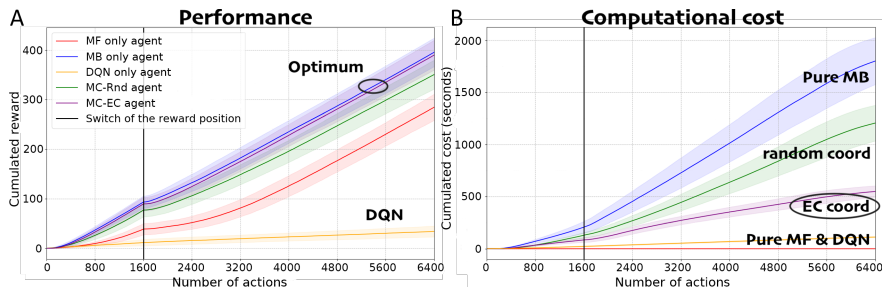 A
Performance
400
300
200
100
0
Cumulated reward
MF only agent
MB only agent
DQN only agent
MC-Rnd agent
MC-EC agent
Switch of the reward position
Optimum
DQN
0 800 1600 2400 3200 4000 4800 5600 6400
Number of actions
B
Computational cost
2000
1500
1000
500
0
Cumulated cost (seconds)
Pure MB
random coord
EC coord
Pure MF & DQN
0 800 1600 2400 3200 4000 4800 5600 6400
Number of actions